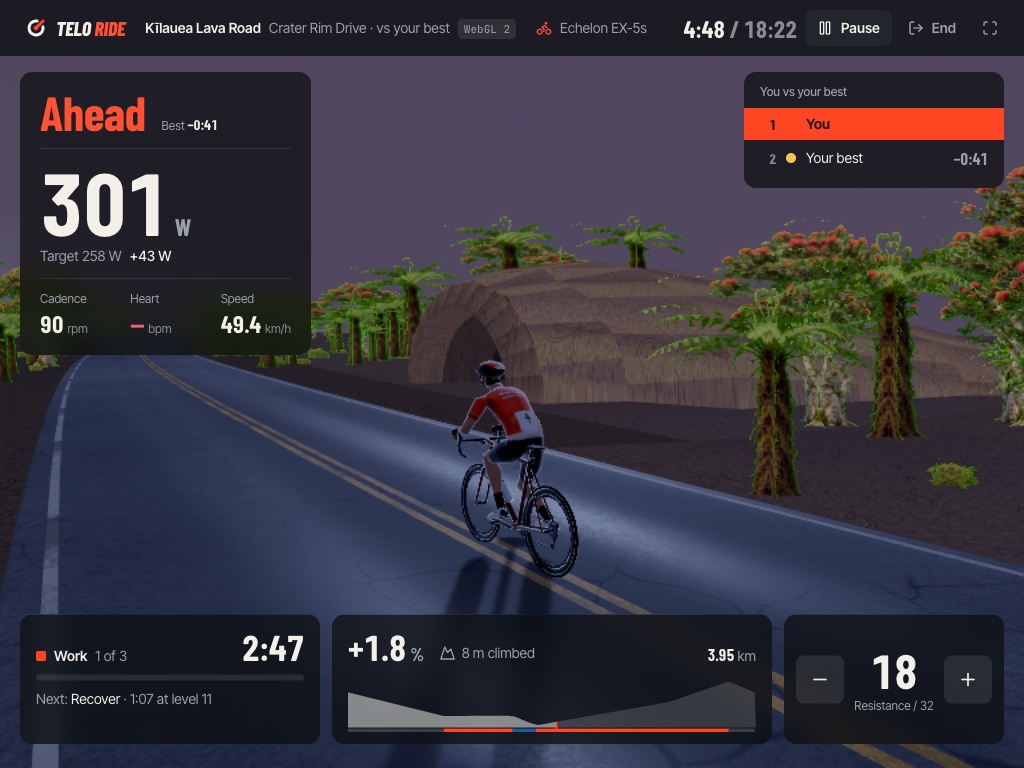 TELO RIDE Kīlauea Lava Road Crater Rim Drive · vs your best WebGL 2 Echelon EX-5s 4:48 / 18:22 Pause End
Ahead Best −0:41
301 W
Target 258 W +43 W
Cadence Heart Speed
90 rpm – bpm 49.4 km/h
You vs your best
1 You
2 Your best −0:41
Work 1 of 3 2:47
Next: Recover · 1:07 at level 11
+1.8 % 8 m climbed 3.95 km
− 18 +
Resistance / 32